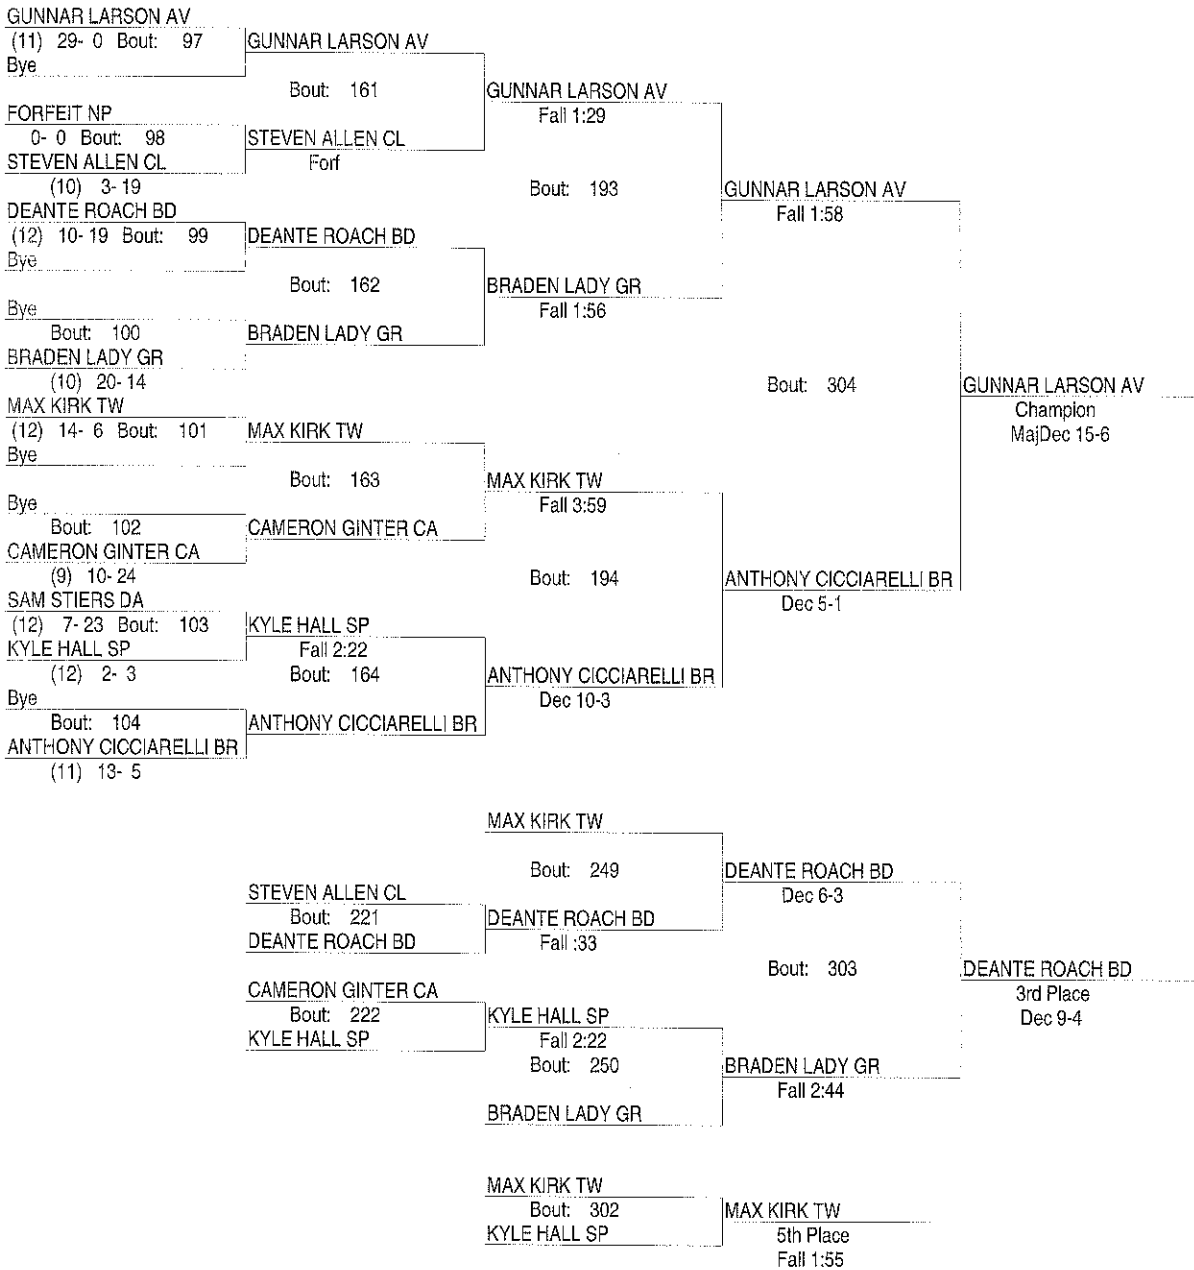 GUNNAR LARSON AV
(11) 29- 0 Bout: 97
Bye
GUNNAR LARSON AV
Bout: 161
FORFEIT NP
0- 0 Bout: 98
STEVEN ALLEN CL
(10) 3- 19
STEVEN ALLEN CL
Forf
GUNNAR LARSON AV
Fall 1:29
Bout: 193
DEANTE ROACH BD
(12) 10- 19 Bout: 99
Bye
DEANTE ROACH BD
Bout: 162
Bye
Bout: 100
BRADEN LADY GR
(10) 20- 14
BRADEN LADY GR
BRADEN LADY GR
Fall 1:56
GUNNAR LARSON AV
Fall 1:58
Bout: 304
GUNNAR LARSON AV
Champion
MajDec 15-6
MAX KIRK TW
(12) 14- 6 Bout: 101
Bye
MAX KIRK TW
Bout: 163
Bye
Bout: 102
CAMERON GINTER CA
(9) 10- 24
CAMERON GINTER CA
MAX KIRK TW
Fall 3:59
Bout: 194
SAM STIERS DA
(12) 7- 23 Bout: 103
KYLE HALL SP
(12) 2- 3
KYLE HALL SP
Fall 2:22
Bout: 164
Bye
Bout: 104
ANTHONY CICCIARELLI BR
(11) 13- 5
ANTHONY CICCIARELLI BR
ANTHONY CICCIARELLI BR
Dec 10-3
ANTHONY CICCIARELLI BR
Dec 5-1
MAX KIRK TW
Bout: 249
STEVEN ALLEN CL
Bout: 221
DEANTE ROACH BD
DEANTE ROACH BD
Fall :33
DEANTE ROACH BD
Dec 6-3
Bout: 303
DEANTE ROACH BD
3rd Place
Dec 9-4
CAMERON GINTER CA
Bout: 222
KYLE HALL SP
KYLE HALL SP
Fall 2:22
Bout: 250
BRADEN LADY GR
BRADEN LADY GR
Fall 2:44
MAX KIRK TW
Bout: 302
KYLE HALL SP
MAX KIRK TW
5th Place
Fall 1:55